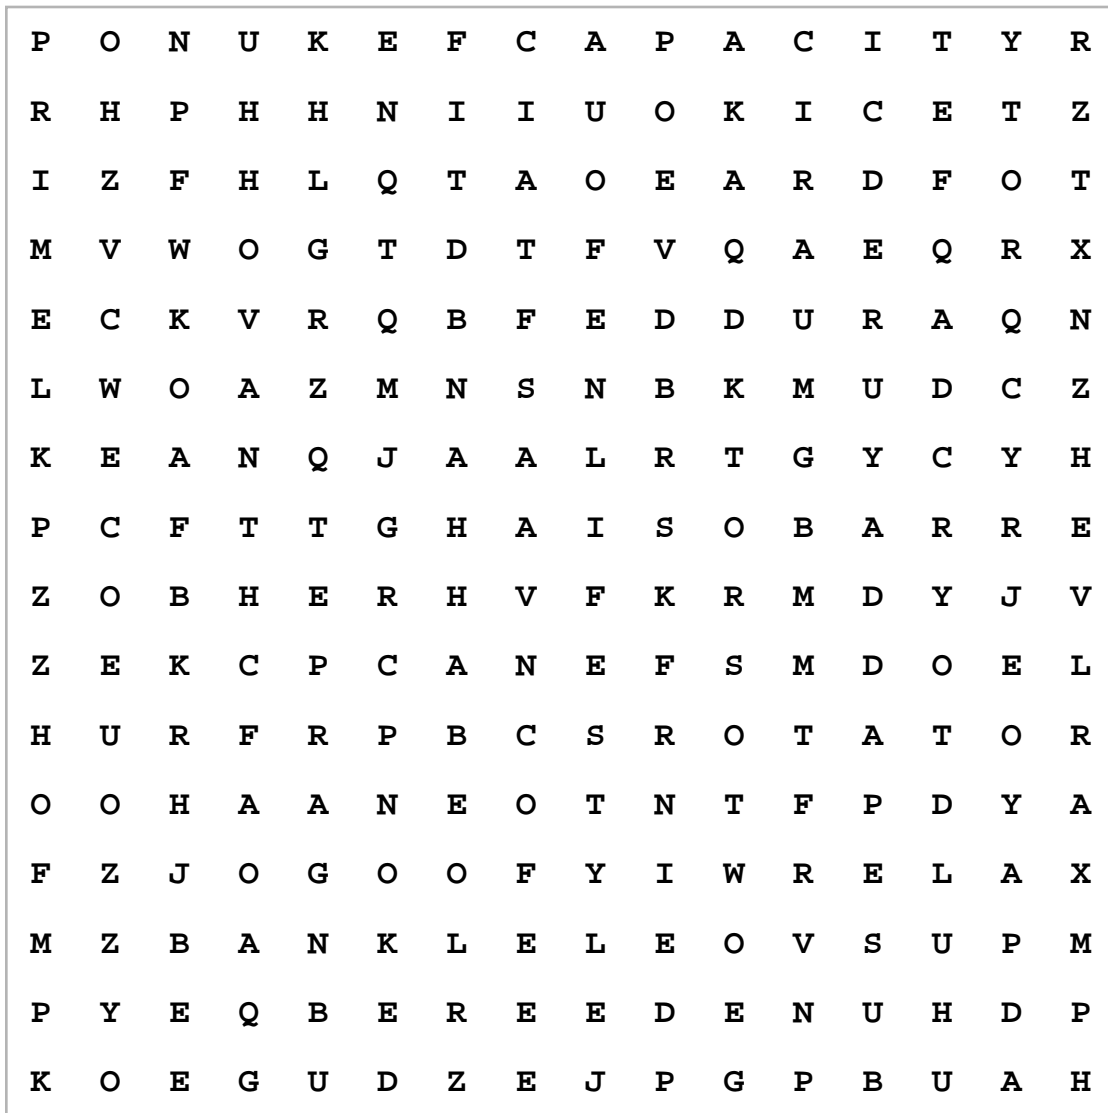 P O N U K E F C A P A C I T Y R
R H P H H N I I U O K I C E T Z
I Z F H L Q T A O E A R D F O T
M V W O G T D T F V Q A E Q R X
E C K V R Q B F E D D U R A Q N
L W O A Z M N S N B K M U D C Z
K E A N Q J A A L R T G Y C Y H
P C F T T G H A I S O B A R R E
Z O B H E R H V F K R M D Y J V
Z E K C P C A N E F S M D O E L
H U R F R P B C S R O T A T O R
O O H A A N E O T N T F P D Y A
F Z J O G O O F Y I W R E L A X
M Z B A N K L E L E O V S U P M
P Y E Q B E R E E D E N U H D P
K O E G U D Z E J P G P B U A H